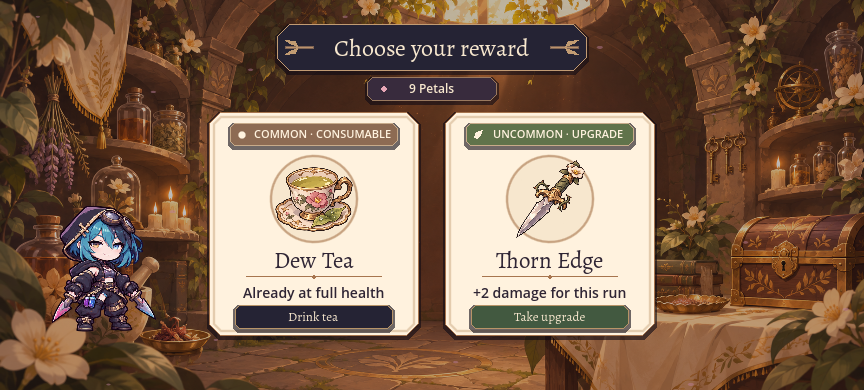 Choose your reward
9 Petals
COMMON · CONSUMABLE
Dew Tea
Already at full health
Drink tea
UNCOMMON · UPGRADE
Thorn Edge
+2 damage for this run
Take upgrade